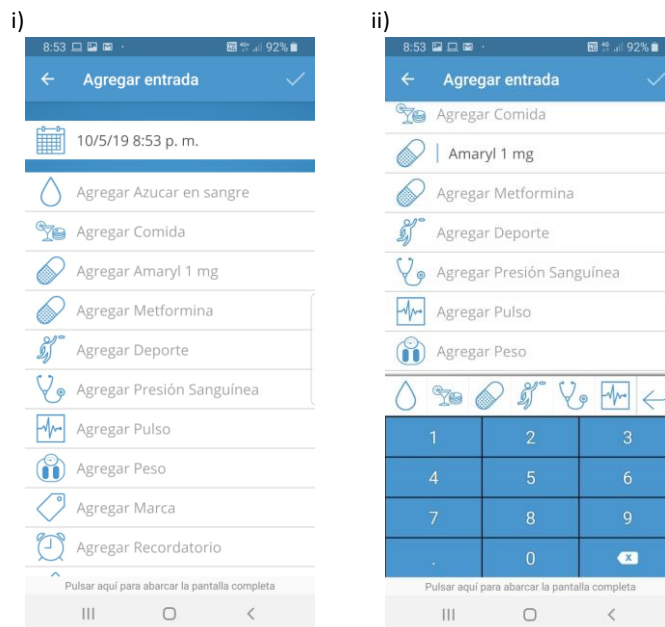 i)
8:53
92%
Agregar entrada
10/5/19 8:53 p. m.
Agregar Azucar en sangre
Agregar Comida
Agregar Amaryl 1 mg
Agregar Metformina
Agregar Deporte
Agregar Presión Sanguínea
Agregar Pulso
Agregar Peso
Agregar Marca
Agregar Recordatorio
Pulsar aquí para abarcar la pantalla completa
ii)
8:53
92%
Agregar entrada
Agregar Comida
Amaryl 1 mg
Agregar Metformina
Agregar Deporte
Agregar Presión Sanguínea
Agregar Pulso
Agregar Peso
1 2 3
4 5 6
7 8 9
. 0
Pulsar aquí para abarcar la pantalla completa